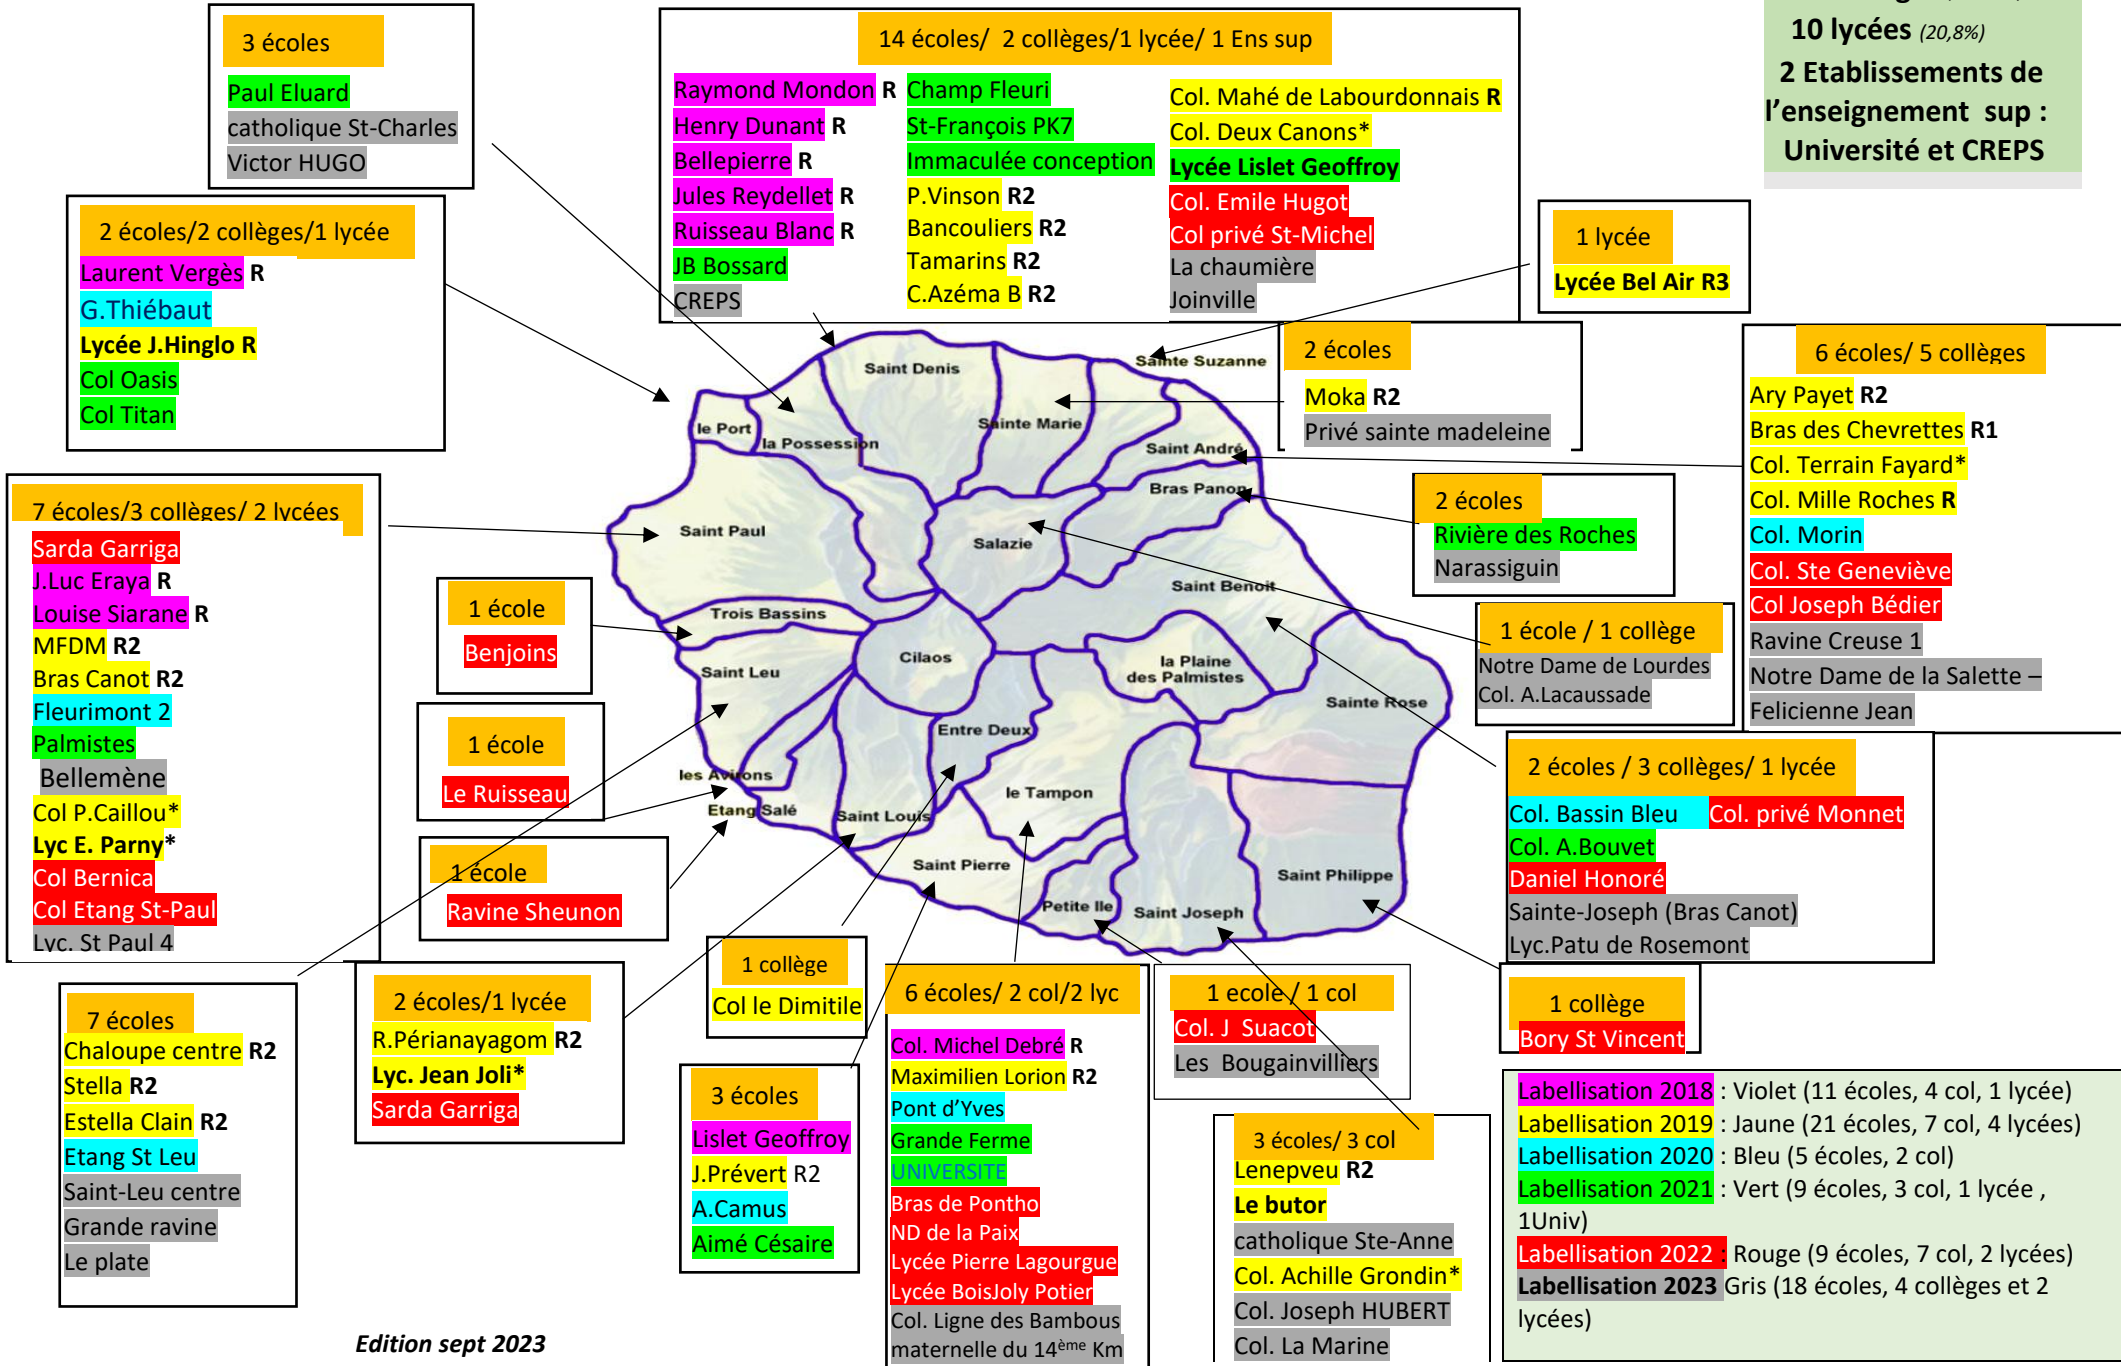 3 écoles
Paul Eluard
catholique St-Charles
Victor HUGO
14 écoles/ 2 collèges/1 lycée/ 1 Ens sup
Raymond Mondon R
Henry Dunant R
Bellepierre R
Jules Reydellet R
Ruisseau Blanc R
JB Bossard
CREPS
Champ Fleuri
St-François PK7
Immaculée conception
P.Vinson R2
Bancouliers R2
Tamarins R2
C.Azéma B R2
Col. Mahé de Labourdonnais R
Col. Deux Canons*
Lycée Lislet Geoffroy
Col. Emile Hugot
Col privé St-Michel
La chaumière
Joinville
10 lycées (20,8%)
2 Etablissements de
l'enseignement sup :
Université et CREPS
2 écoles/2 collèges/1 lycée
Laurent Vergès R
G.Thiébaut
Lycée J.Hinglo R
Col Oasis
Col Titan
1 lycée
Lycée Bel Air R3
2 écoles
Moka R2
Privé sainte madeleine
6 écoles/ 5 collèges
Ary Payet R2
Bras des Chevrettes R1
Col. Terrain Fayard*
Col. Mille Roches R
Col. Morin
Col. Ste Geneviève
Col Joseph Bédier
Ravine Creuse 1
Notre Dame de la Salette –
Felicienne Jean
7 écoles/3 collèges/ 2 lycées
Sarda Garriga
J.Luc Eraya R
Louise Siarane R
MFDM R2
Bras Canot R2
Fleurimont 2
Palmistes
Bellemène
Col P.Caillou*
Lyc E. Parny*
Col Bernica
Col Etang St-Paul
Lyc. St Paul 4
2 écoles
Rivière des Roches
Narassiguin
1 école
Benjoins
1 école / 1 collège
Notre Dame de Lourdes
Col. A.Lacaussade
1 école
Le Ruisseau
2 écoles / 3 collèges/ 1 lycée
Col. Bassin Bleu Col. privé Monnet
Col. A.Bouvet
Daniel Honoré
Sainte-Joseph (Bras Canot)
Lyc.Patu de Rosemont
1 école
Ravine Sheunon
Saint Denis
Sainte Suzanne
Sainte Marie
le Port
la Possession
Saint André
Bras Panon
Saint Paul
Salazie
Saint Benoit
Trois Bassins
Cilaos
la Plaine
des Palmistes
Saint Leu
Sainte Rose
Entre Deux
les Avirons
le Tampon
Etang Salé
Saint Louis
Saint Pierre
Saint Philippe
Petite Ile
Saint Joseph
7 écoles
Chaloupe centre R2
Stella R2
Estella Clain R2
Etang St Leu
Saint-Leu centre
Grande ravine
Le plate
2 écoles/1 lycée
R.Périanayagom R2
Lyc. Jean Joli*
Sarda Garriga
1 collège
Col le Dimitile
3 écoles
Lislet Geoffroy
J.Prévert R2
A.Camus
Aimé Césaire
6 écoles/ 2 col/2 lyc
Col. Michel Debré R
Maximilien Lorion R2
Pont d'Yves
Grande Ferme
UNIVERSITE
Bras de Pontho
ND de la Paix
Lycée Pierre Lagourgue
Lycée BoisJoly Potier
Col. Ligne des Bambous
maternelle du 14ème Km
1 ecole / 1 col
Col. J Suacot
Les Bougainvilliers
3 écoles/ 3 col
Lenepveu R2
Le butor
catholique Ste-Anne
Col. Achille Grondin*
Col. Joseph HUBERT
Col. La Marine
1 collège
Bory St Vincent
Labellisation 2018 : Violet (11 écoles, 4 col, 1 lycée)
Labellisation 2019 : Jaune (21 écoles, 7 col, 4 lycées)
Labellisation 2020 : Bleu (5 écoles, 2 col)
Labellisation 2021 : Vert (9 écoles, 3 col, 1 lycée ,
1Univ)
Labellisation 2022 : Rouge (9 écoles, 7 col, 2 lycées)
Labellisation 2023 Gris (18 écoles, 4 collèges et 2
lycées)
Edition sept 2023